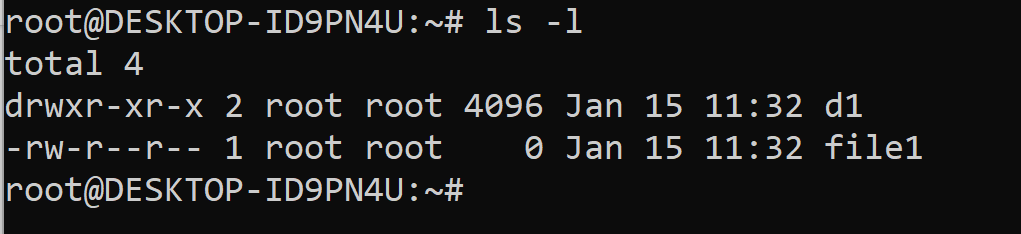 root@DESKTOP-ID9PN4U:~# ls -l
total 4
drwxr-xr-x 2 root root 4096 Jan 15 11:32 d1
-rw-r--r-- 1 root root    0 Jan 15 11:32 file1
root@DESKTOP-ID9PN4U:~#